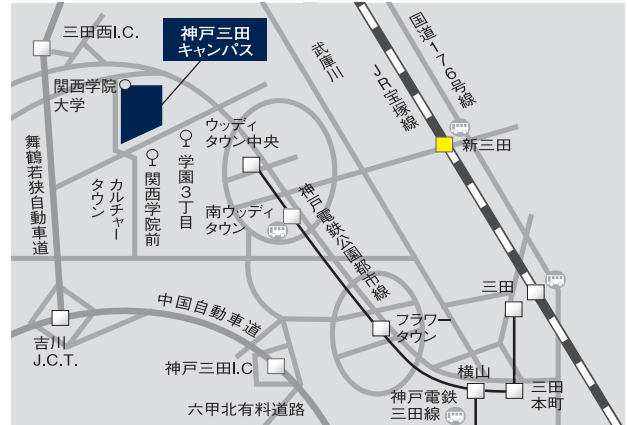 三田西I.C.
神戸三田
キャンパス
関西学院
大学
武庫川
国道176号線
JR宝塚線
新三田
ウッディ
タウン中央
学園3丁目
関西学院前
カルチャー
タウン
舞鶴若狭自動車道
南ウッディ
タウン
神戸電鉄公園都市線
三田
中国自動車道
フラワー
タウン
吉川
J.C.T.
神戸三田I.C
横山
三田
本町
神戸電鉄
三田線
六甲北有料道路